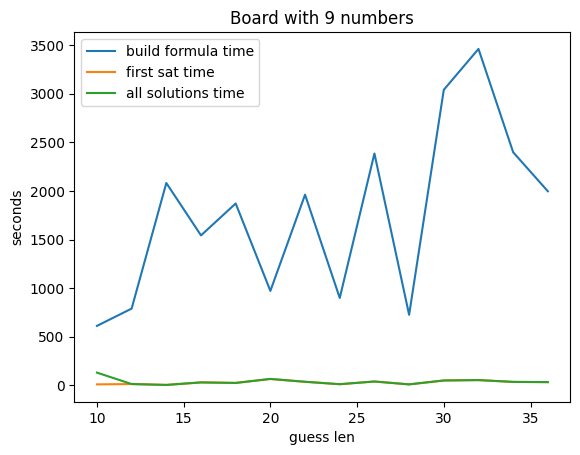 Board with 9 numbers
build formula time
first sat time
all solutions time
seconds
3500
3000
2500
2000
1500
1000
500
0
10
15
20
25
30
35
guess len